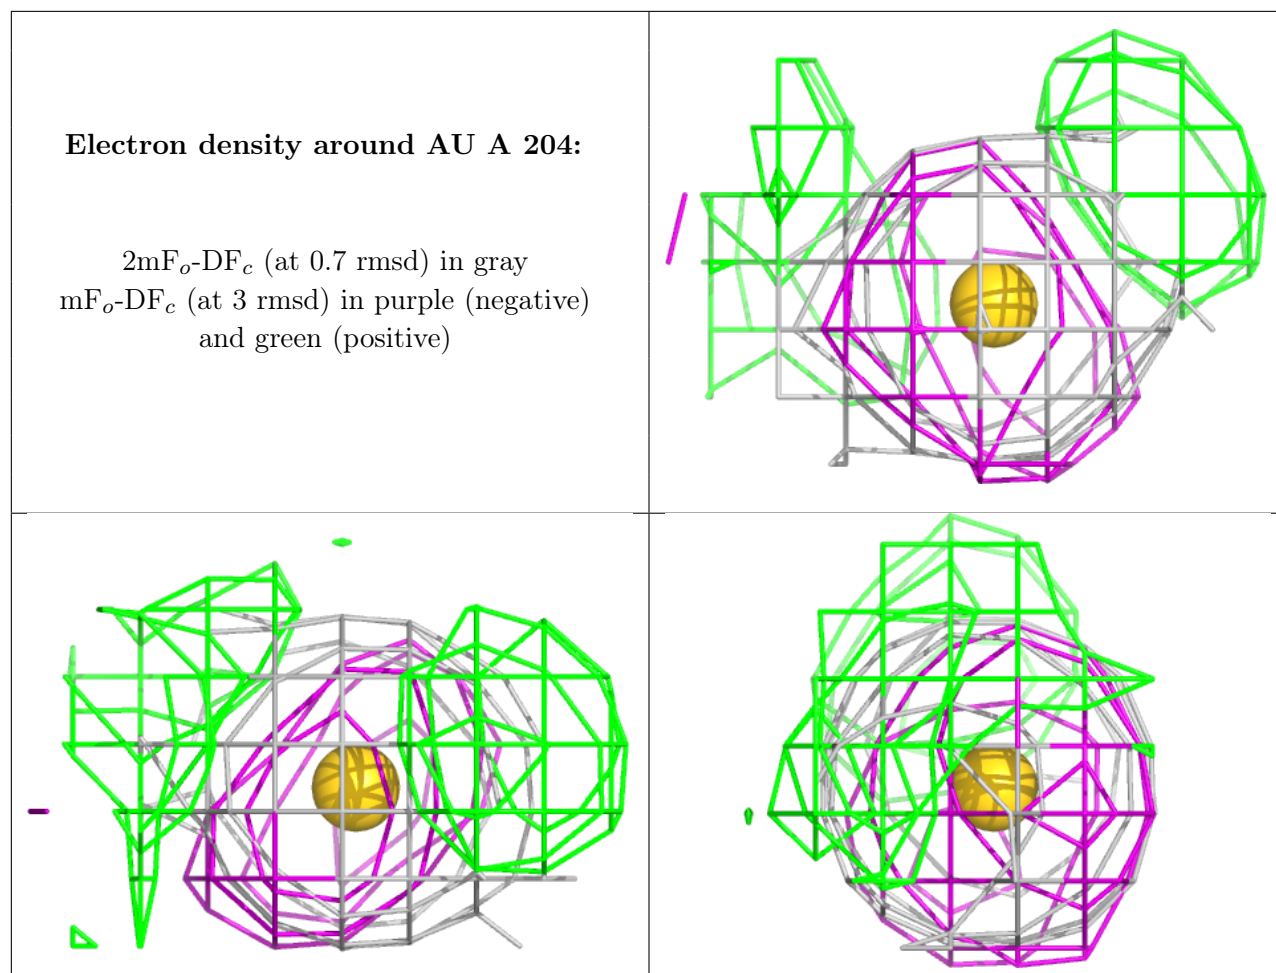 Electron density around AU A 204:
2mFo-DFc (at 0.7 rmsd) in gray
mFo-DFc (at 3 rmsd) in purple (negative)
and green (positive)